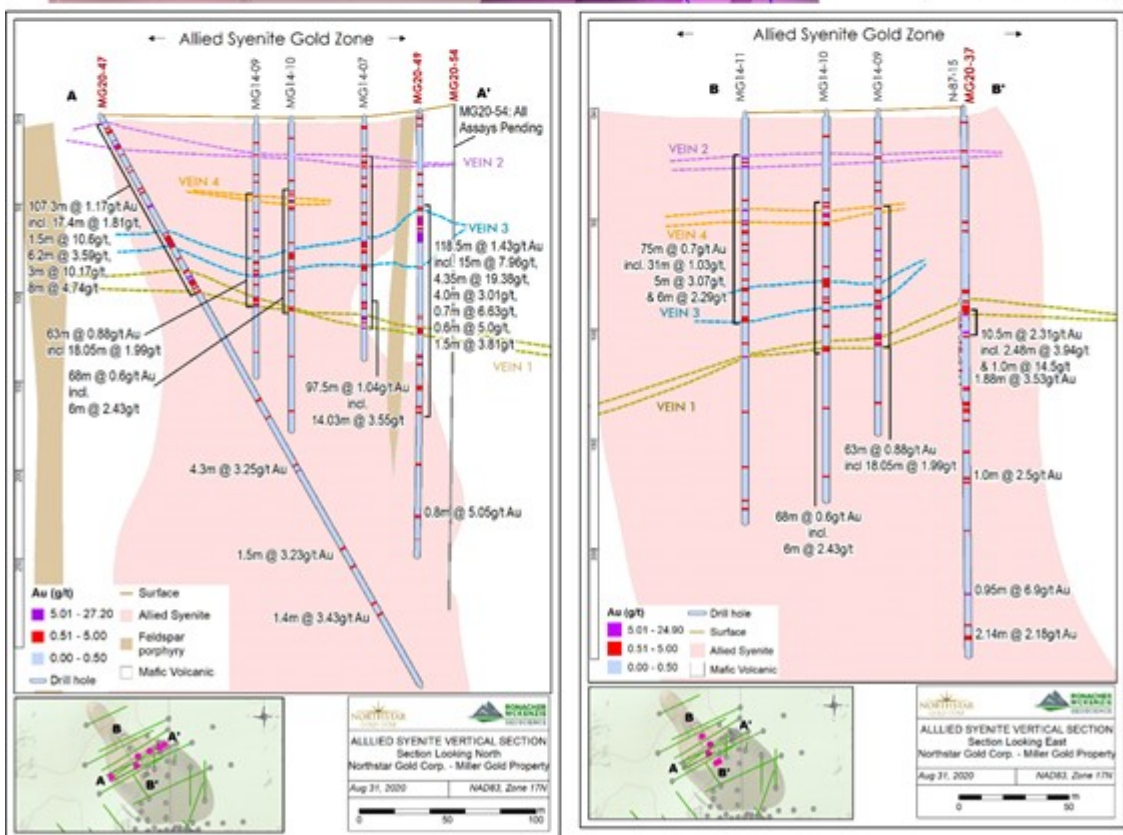 ← Allied Syenite Gold Zone →
A
MG20-47
MG14-09
MG14-10
MG14-07
MG20-49
MG20-54
A'
MG20-54: All
Assays Pending
VEIN 2
VEIN 4
VEIN 3
107.3m @ 1.17g/t Au
incl. 17.4m @ 1.81g/t,
1.5m @ 10.6g/t,
6.2m @ 3.59g/t,
3m @ 10.17g/t,
8m @ 4.74g/t
118.5m @ 1.43g/t Au
incl 15m @ 7.96g/t,
4.35m @ 19.38g/t,
4.0m @ 3.01g/t,
0.7m @ 6.63g/t,
0.6m @ 5.0g/t,
1.5m @ 3.81g/t
VEIN 1
63m @ 0.88g/t Au
incl 18.05m @ 1.99g/t
68m @ 0.6g/t Au
incl.
6m @ 2.43g/t
97.5m @ 1.04g/t Au
incl.
14.03m @ 3.55g/t
4.3m @ 3.25g/t Au
0.8m @ 5.05g/t Au
1.5m @ 3.23g/t Au
1.4m @ 3.43g/t Au
Au (g/t)
5.01 - 27.20
0.51 - 5.00
0.00 - 0.50
Drill hole
Surface
Allied Syenite
Feldspar
porphyry
Mafic Volcanic
B
A'
A
B'
NORTHSTAR
RONACHER
MCKENZIE
GEOSCIENCE
ALLLIED SYENITE VERTICAL SECTION
Section Looking North
Northstar Gold Corp. - Miller Gold Property
Aug 31, 2020
NAD83, Zone 17N
0 50 100
m
← Allied Syenite Gold Zone →
B
MG14-11
MG14-10
MG14-09
N-87-15
MG20-37
B'
VEIN 2
VEIN 4
75m @ 0.7g/t Au
incl. 31m @ 1.03g/t,
5m @ 3.07g/t,
& 6m @ 2.29g/t
VEIN 3
VEIN 1
10.5m @ 2.31g/t Au
incl. 2.48m @ 3.94g/t
& 1.0m @ 14.5g/t
1.88m @ 3.53g/t Au
63m @ 0.88g/t Au
incl 18.05m @ 1.99g/t
1.0m @ 2.5g/t Au
68m @ 0.6g/t Au
incl.
6m @ 2.43g/t
0.95m @ 6.9g/t Au
2.14m @ 2.18g/t Au
Au (g/t)
5.01 - 24.90
0.51 - 5.00
0.00 - 0.50
Drill hole
Surface
Allied Syenite
Mafic Volcanic
B
A'
A
B'
NORTHSTAR
RONACHER
MCKENZIE
GEOSCIENCE
ALLLIED SYENITE VERTICAL SECTION
Section Looking East
Northstar Gold Corp. - Miller Gold Property
Aug 31, 2020
NAD83, Zone 17N
0 50
m